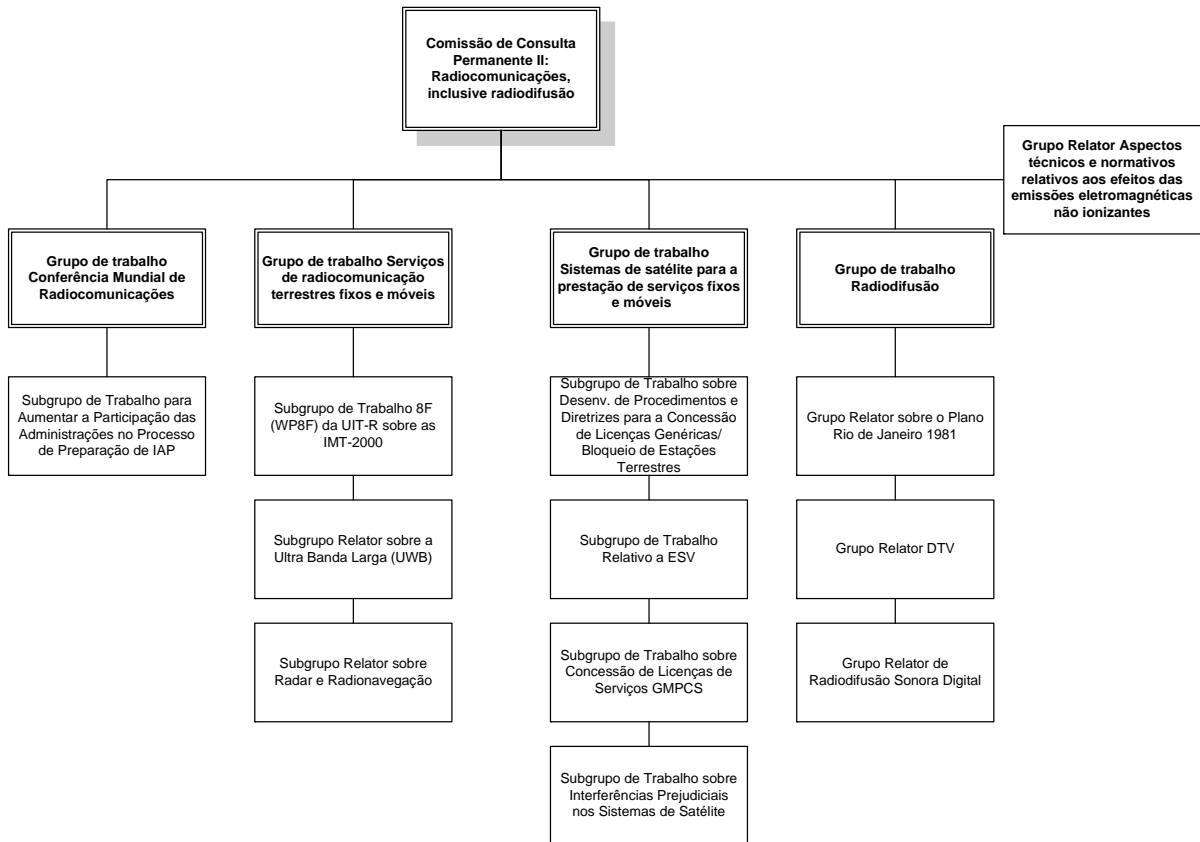 Comissão de Consulta
Permanente II:
Radiocomunicações,
inclusive radiodifusão
Grupo Relator Aspectos
técnicos e normativos
relativos aos efeitos das
emissões eletromagnéticas
não ionizantes
Grupo de trabalho
Conferência Mundial de
Radiocomunicações
Grupo de trabalho Serviços
de radiocomunicação
terrestres fixos e móveis
Grupo de trabalho
Sistemas de satélite para a
prestação de serviços fixos
e móveis
Grupo de trabalho
Radiodifusão
Subgrupo de Trabalho para
Aumentar a Participação das
Administrações no Processo
de Preparação de IAP
Subgrupo de Trabalho 8F
(WP8F) da UIT-R sobre as
IMT-2000
Subgrupo de Trabalho sobre
Desenv. de Procedimentos e
Diretrizes para a Concessão
de Licenças Genéricas/
Bloqueio de Estações
Terrestres
Grupo Relator sobre o Plano
Rio de Janeiro 1981
Subgrupo Relator sobre a
Ultra Banda Larga (UWB)
Subgrupo de Trabalho
Relativo a ESV
Grupo Relator DTV
Subgrupo Relator sobre
Radar e Radionavegação
Subgrupo de Trabalho sobre
Concessão de Licenças de
Serviços GMPCS
Grupo Relator de
Radiodifusão Sonora Digital
Subgrupo de Trabalho sobre
Interferências Prejudiciais
nos Sistemas de Satélite